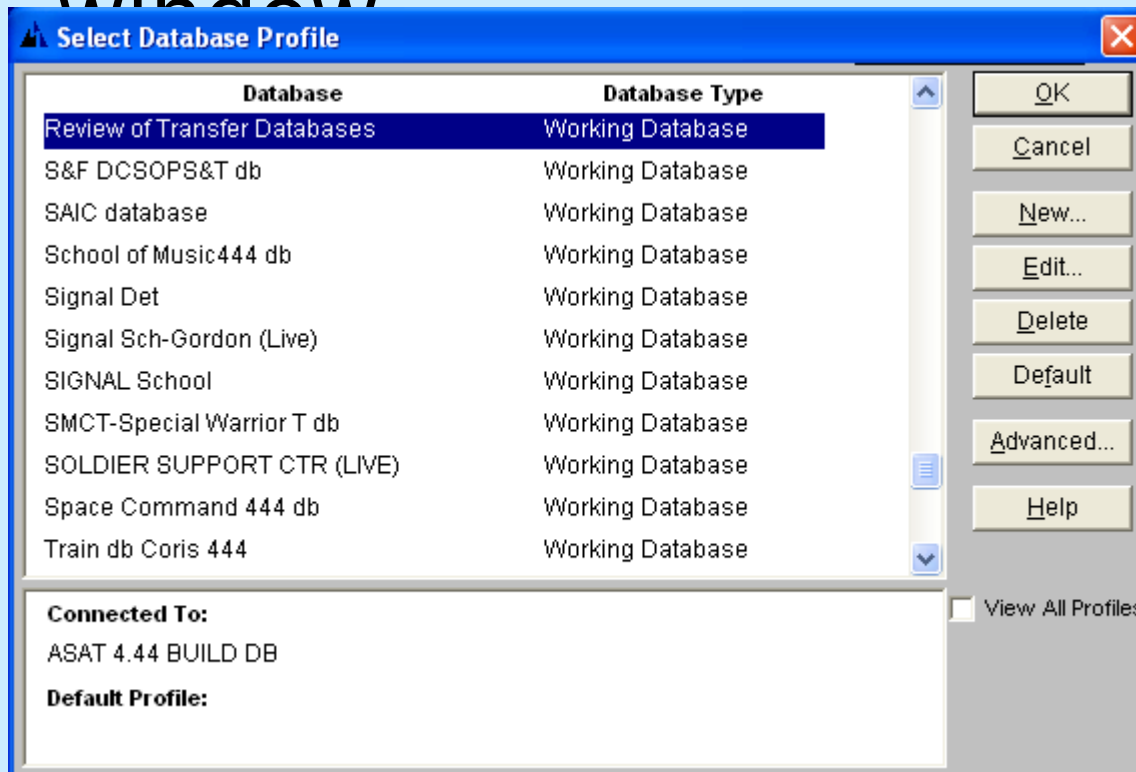 window
Select Database Profile
Database Database Type
Review of Transfer Databases Working Database
S&F DCSOPS&T db Working Database
SAIC database Working Database
School of Music444 db Working Database
Signal Det Working Database
Signal Sch-Gordon (Live) Working Database
SIGNAL School Working Database
SMCT-Special Warrior T db Working Database
SOLDIER SUPPORT CTR (LIVE) Working Database
Space Command 444 db Working Database
Train db Coris 444 Working Database
OK
Cancel
New...
Edit...
Delete
Default
Advanced...
Help
View All Profiles
Connected To:
ASAT 4.44 BUILD DB
Default Profile: